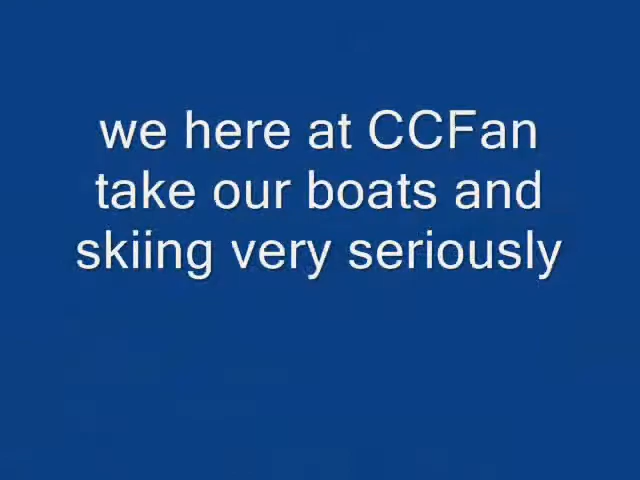 we here at CCFan
take our boats and
skiing very seriously